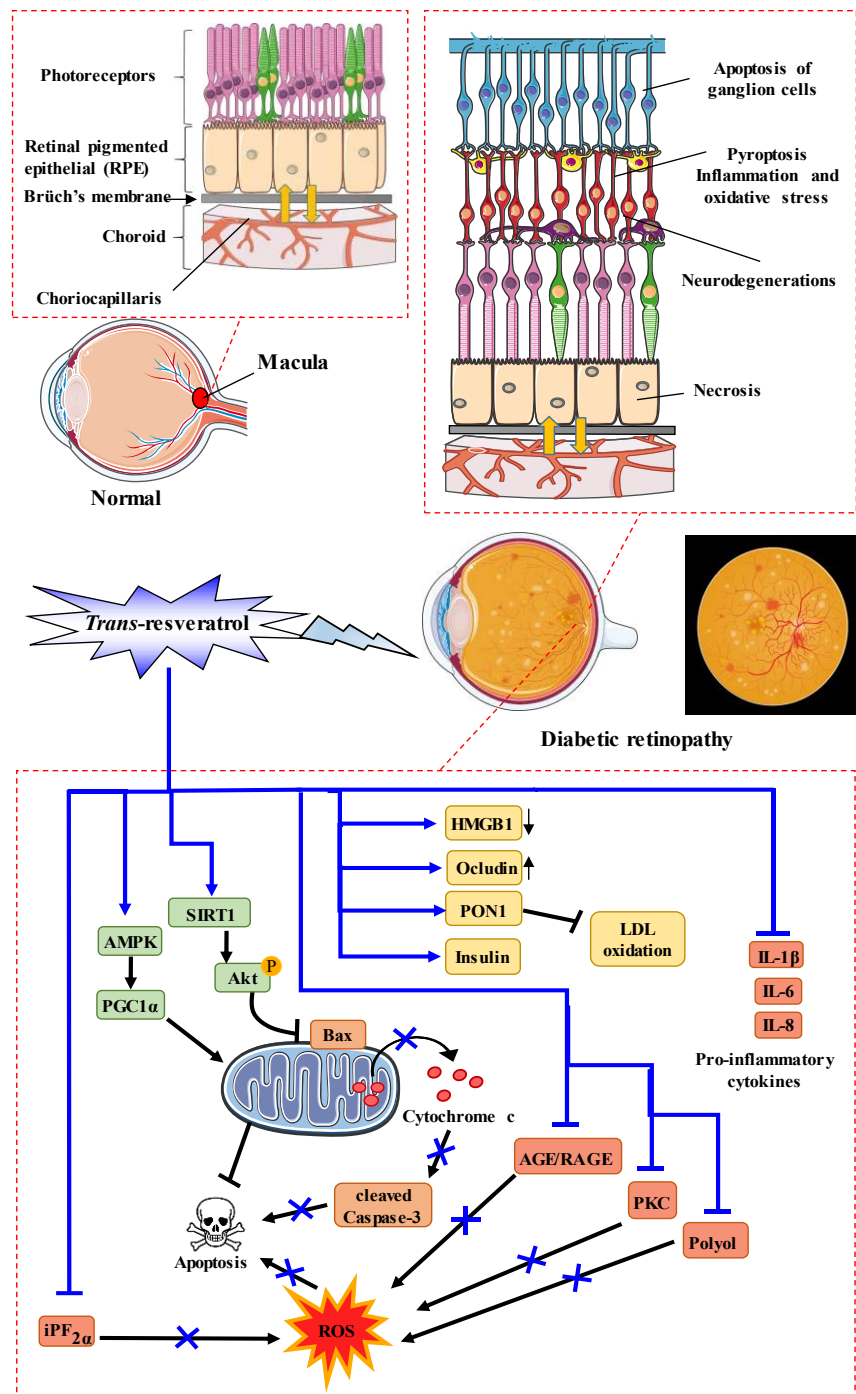 Photoreceptors
Retinal pigmented
epithelial (RPE)
Brüch's membrane
Choroid
Choriocapillaris
Macula
Normal
Apoptosis of
ganglion cells
Pyroptosis
Inflammation and
oxidative stress
Neurodegenerations
Necrosis
Trans-resveratrol
Diabetic retinopathy
HMGB1
Ocludin
PON1
Insulin
LDL
oxidation
SIRT1
AMPK
Akt
P
PGC1α
Bax
Cytochrome c
IL-1β
IL-6
IL-8
Pro-inflammatory
cytokines
AGE/RAGE
PKC
Polyol
cleaved
Caspase-3
Apoptosis
ROS
iPF2α